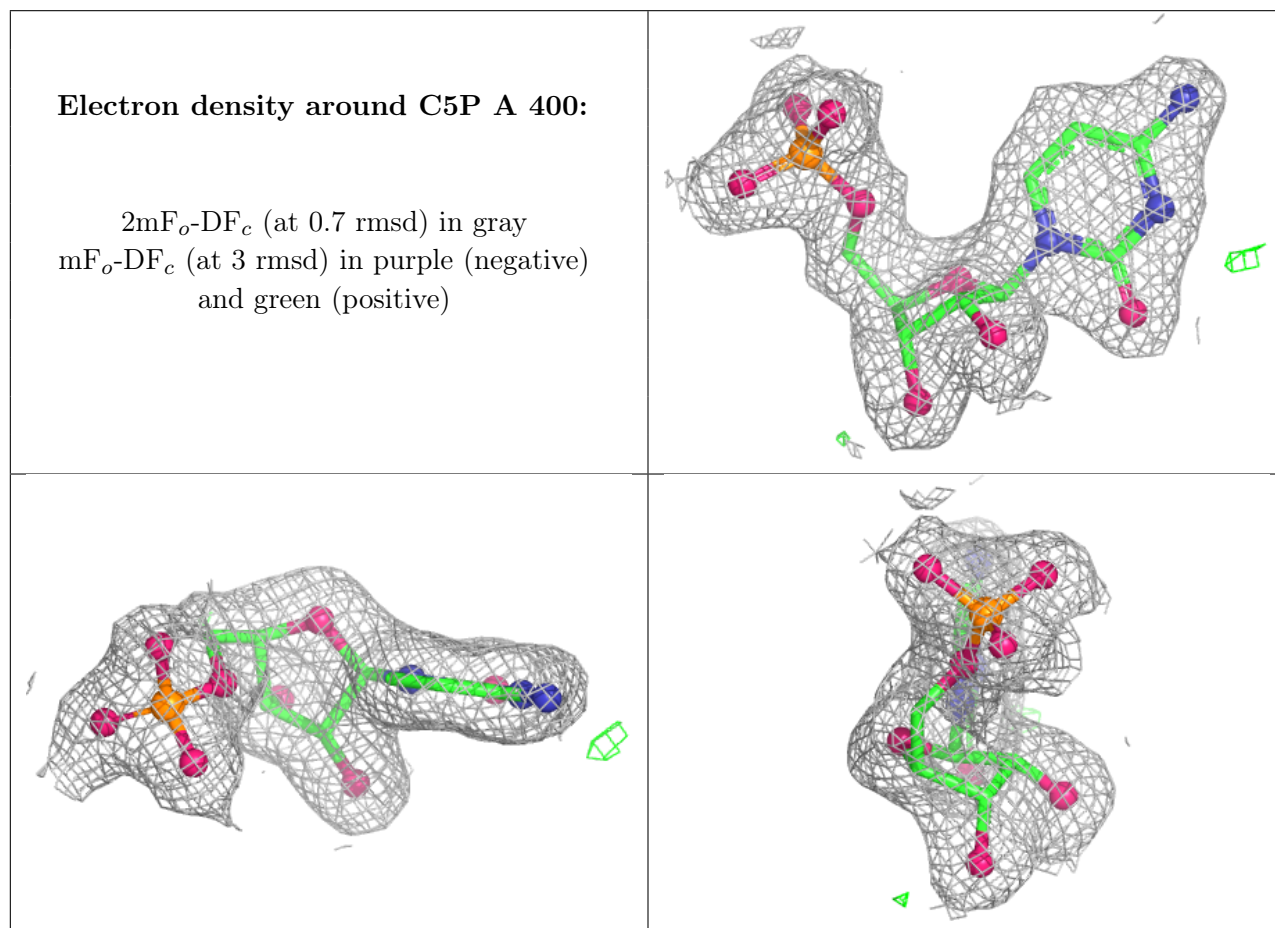 Electron density around C5P A 400:
2mFo-DFc (at 0.7 rmsd) in gray
mFo-DFc (at 3 rmsd) in purple (negative)
and green (positive)